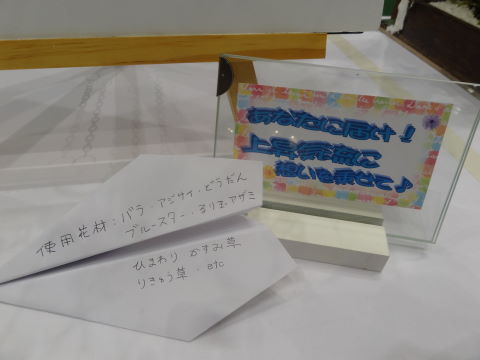 あなたに届け!
上昇気流に
想いを乗せて♪
使用花材:バラ・アジサイ・どうだん
ブルースター・るりたまアザミ
ひまわり かすみ草
りきゅう草・etc